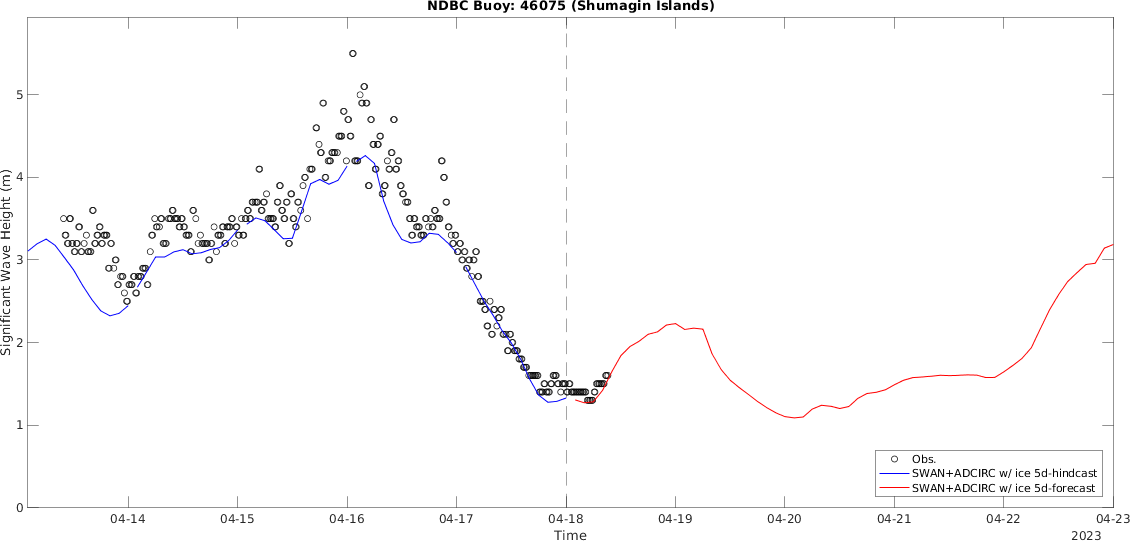 NDBC Buoy: 46075 (Shumagin Islands)
Significant Wave Height (m)
5
4
3
2
1
0
04-14 04-15 04-16 04-17 04-18 04-19 04-20 04-21 04-22 04-23
Time
2023
Obs.
SWAN+ADCIRC w/ ice 5d-hindcast
SWAN+ADCIRC w/ ice 5d-forecast